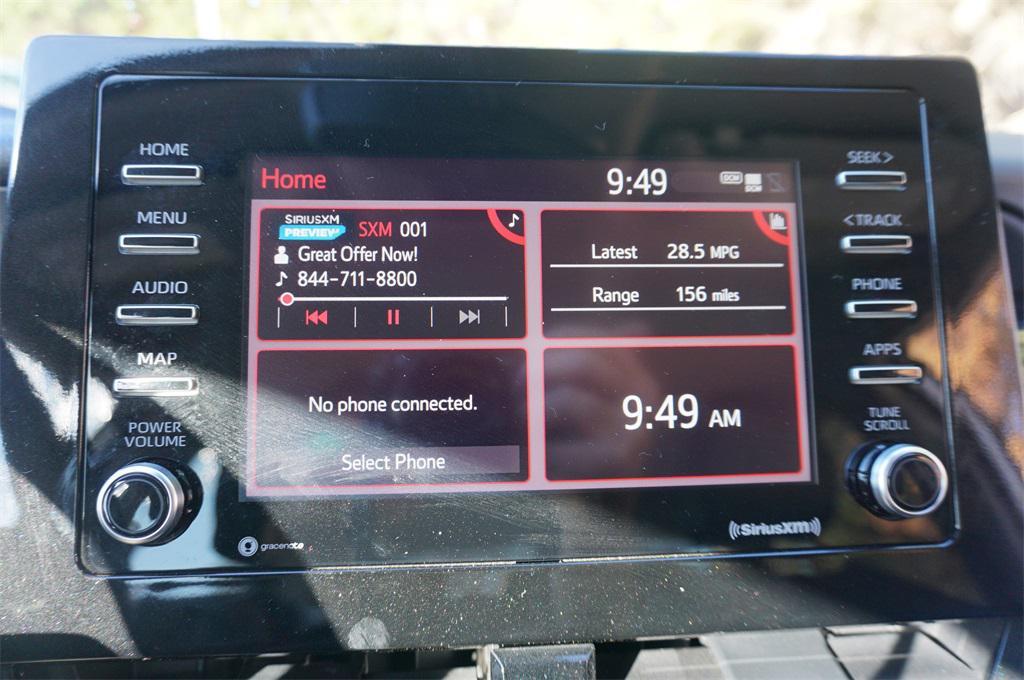 HOME
MENU
AUDIO
MAP
POWER
VOLUME
gracenote
Home
9:49
DCM
DCM
SIRIUSXM
PREVIEW
SXM 001
Great Offer Now!
844-711-8800
Latest 28.5 MPG
Range 156 miles
No phone connected.
Select Phone
9:49 AM
SEEK>
<TRACK
PHONE
APPS
TUNE
SCROLL
SiriusXM